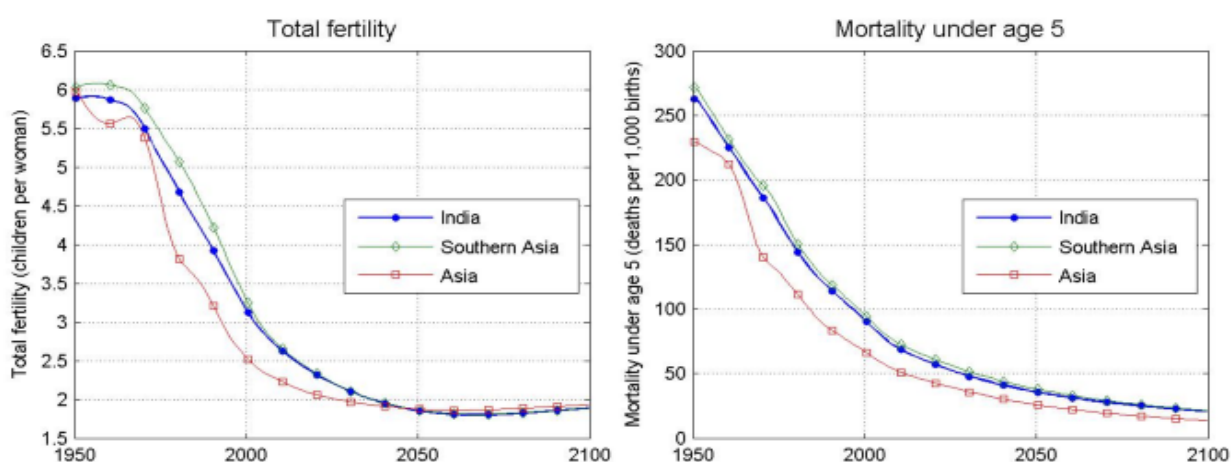 Total fertility
Total fertility (children per woman)
6.5
6
5.5
5
4.5
4
3.5
3
2.5
2
1.5
India
Southern Asia
Asia
1950
2000
2050
2100
Mortality under age 5
Mortality under age 5 (deaths per 1,000 births)
300
250
200
150
100
50
0
India
Southern Asia
Asia
1950
2000
2050
2100